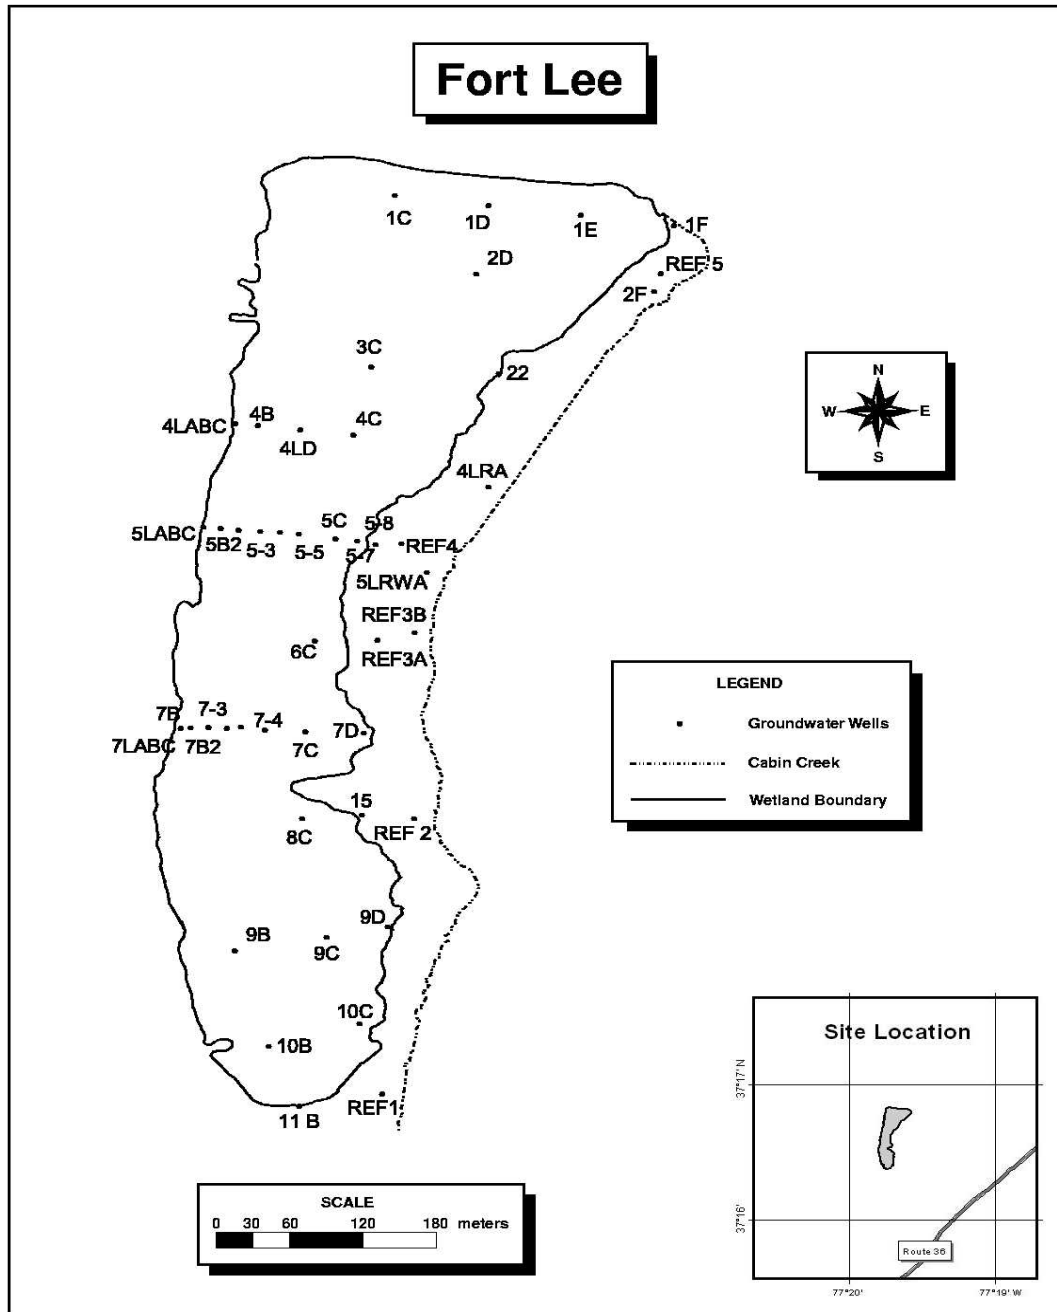 Fort Lee
1C
1D
1E
1F
2D
REF 5
2F
3C
22
4LABC
4B
4LD
4C
4LRA
5LABC
5B2
5-3
5-5
5C
5-8
5-7
REF4
5LRWA
REF3B
6C
REF3A
7B
7-3
7-4
7D
7LABC
7B2
7C
15
8C
REF 2
9B
9C
9D
10C
10B
REF1
11 B
N
W
E
S
LEGEND
Groundwater Wells
Cabin Creek
Wetland Boundary
SCALE
0 30 60 120 180 meters
Site Location
37°17' N
37°16'
Route 36
77°20'
77°19' W